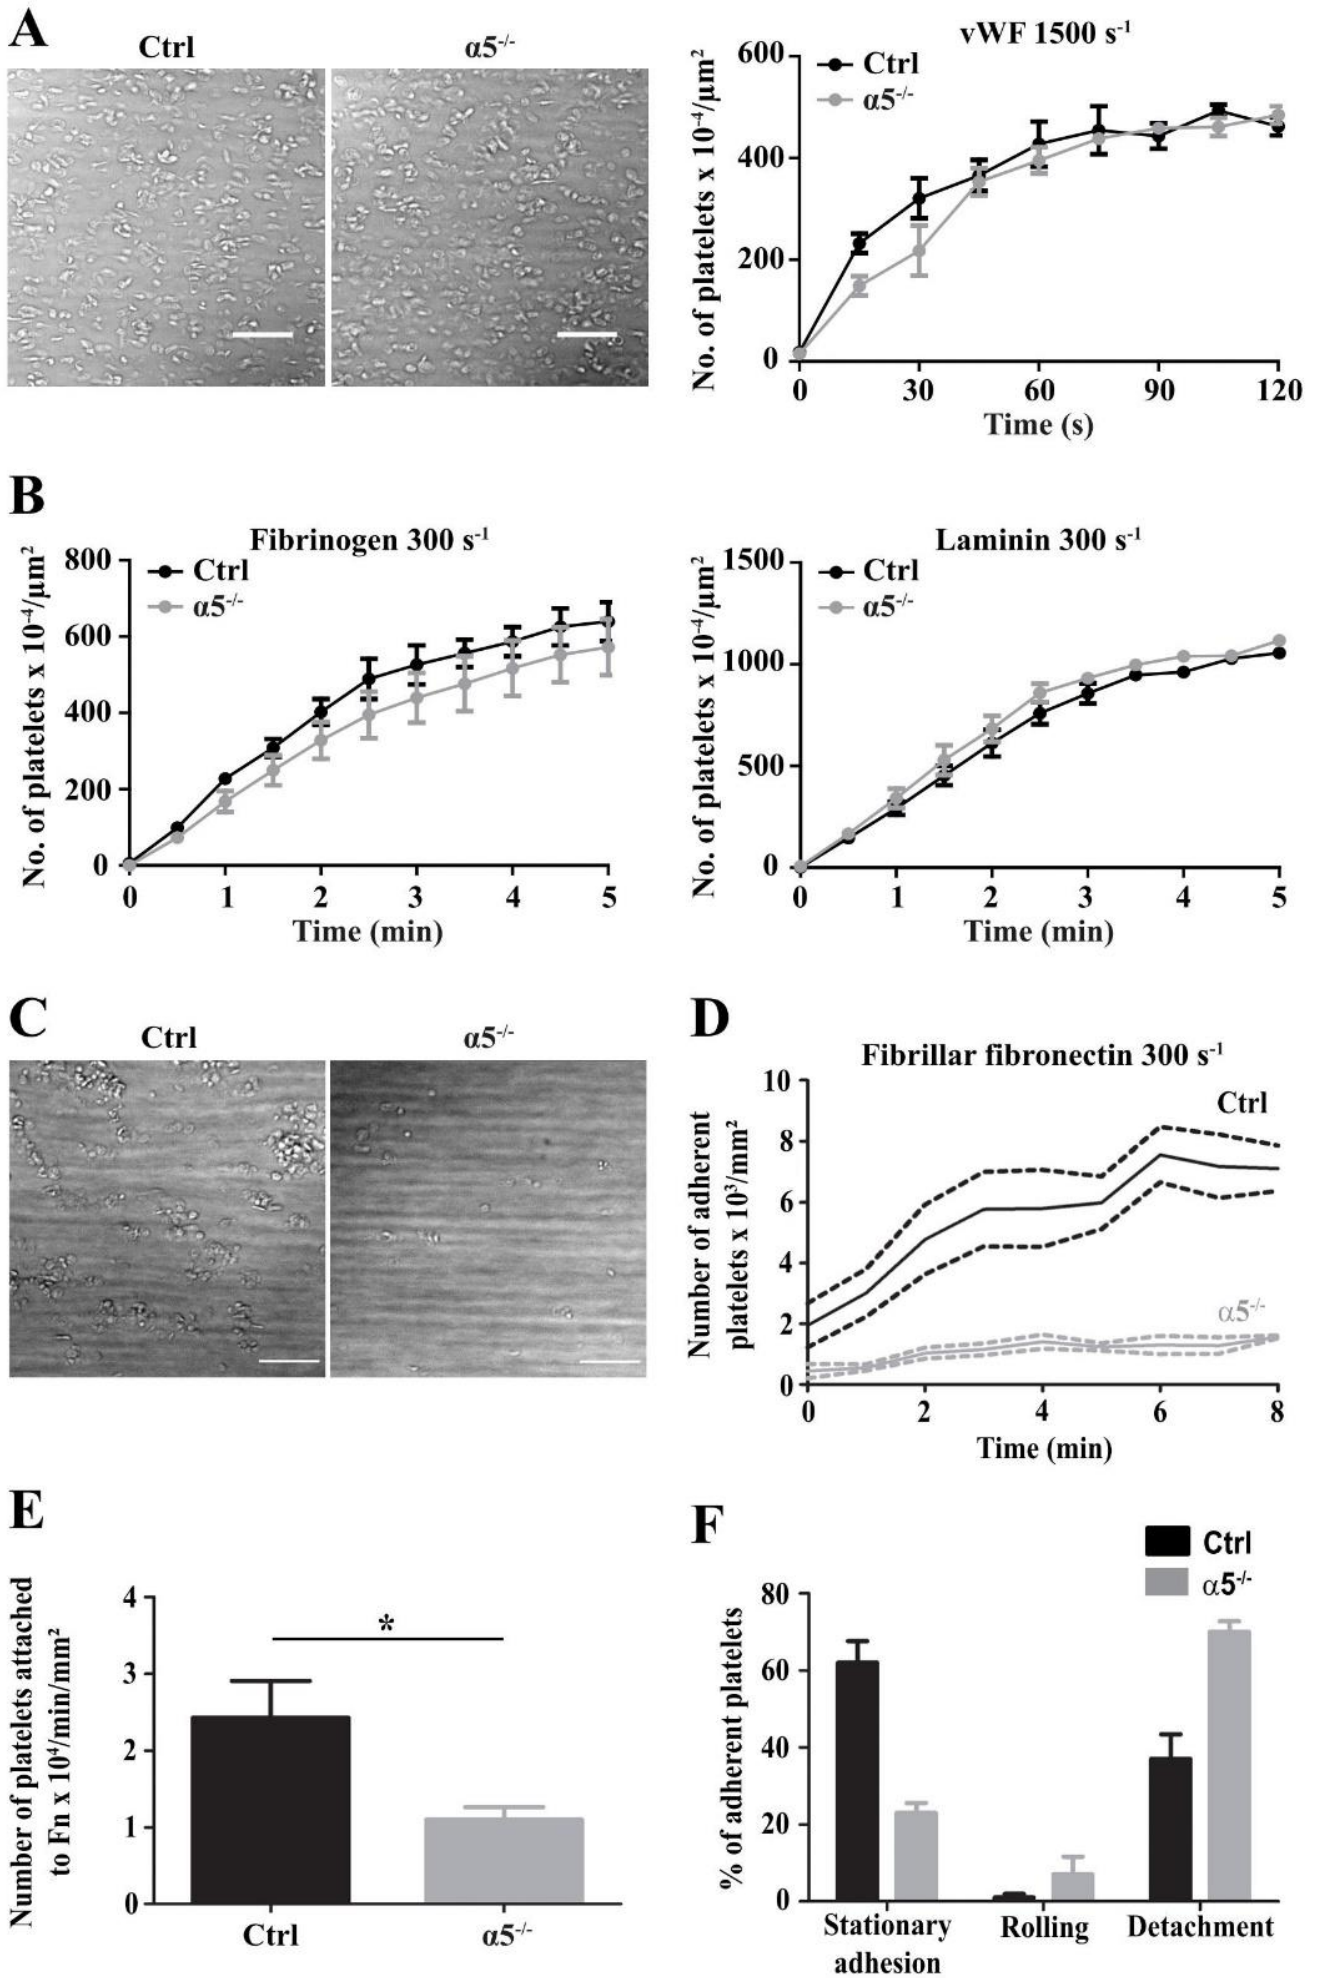 A
Ctrl
α5-/-
vWF 1500 s-1
Ctrl
α5-/-
No. of platelets x 10-4/µm2
600
400
200
0
0 30 60 90 120
Time (s)
B
Fibrinogen 300 s-1
Ctrl
α5-/-
No. of platelets x 10-4/µm2
800
600
400
200
0
0 1 2 3 4 5
Time (min)
Laminin 300 s-1
Ctrl
α5-/-
No. of platelets x 10-4/µm2
1500
1000
500
0
0 1 2 3 4 5
Time (min)
C
Ctrl
α5-/-
D
Fibrillar fibronectin 300 s-1
Ctrl
α5-/-
Number of adherent
platelets x 103/mm2
10
8
6
4
2
0
0 2 4 6 8
Time (min)
E
Number of platelets attached
to Fn x 104/min/mm2
4
3
2
1
0
*
Ctrl
α5-/-
F
Ctrl
α5-/-
% of adherent platelets
80
60
40
20
0
Stationary
adhesion
Rolling
Detachment